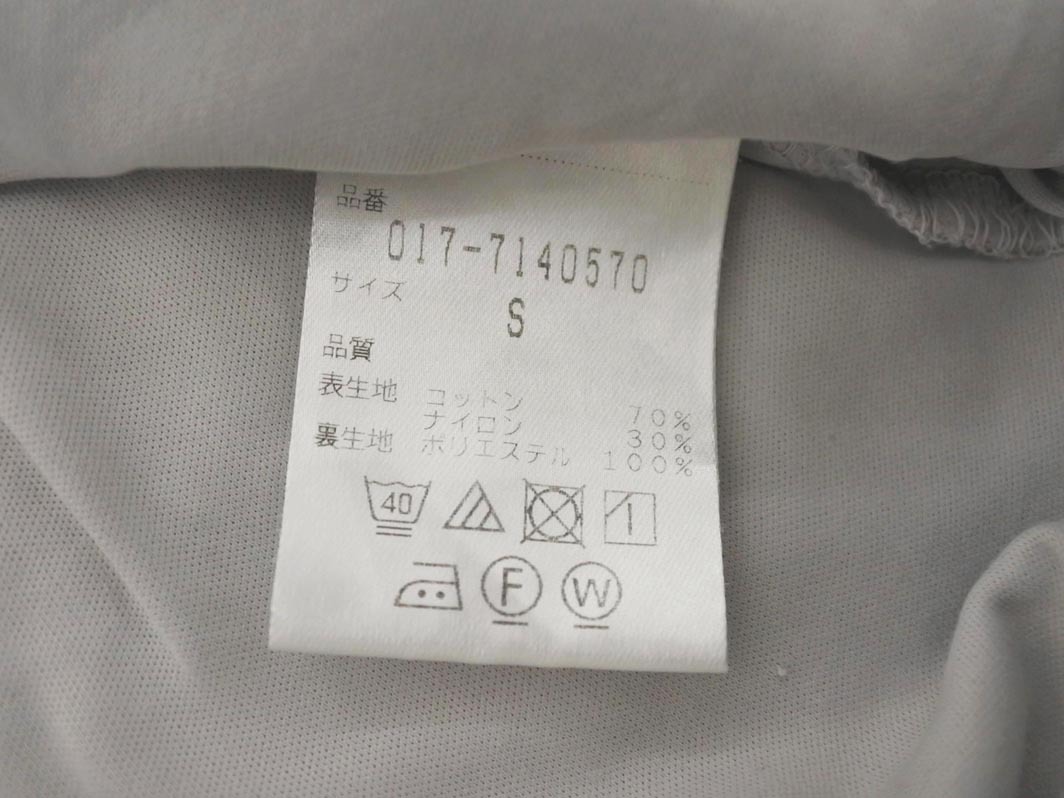 品番
017-7140570
サイズ
S
品質
表生地 コットン 70%
ナイロン 30%
裏生地 ポリエステル 100%
40
F W